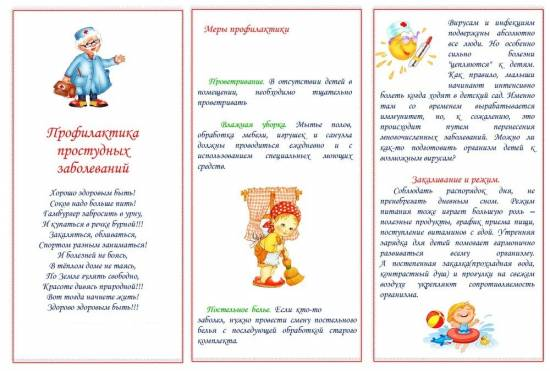 Профилактика
простудных
заболеваний
Хорошо здоровым быть!
Соков надо больше пить!
Гамбургер забросить в урну,
И купаться в речке бурной!!!
Закаляться, обливаться,
Спортом разным заниматься!
И болезней не боясь,
В тёплом доме не таясь,
По Земле гулять свободно,
Красоте дивясь природной!!!
Вот тогда начнете жить!
Здорово здоровым быть!!!
Меры профилактики
Проветривание. В отсутствии детей в
помещении, необходимо тщательно
проветривать
Влажная уборка. Мытье полов,
обработка мебели, игрушек и санузла
должны проводиться ежедневно и с
использованием специальных моющих
средств.
Постельное белье. Если кто-то
заболел, нужно провести смену постельного
белья с последующей обработкой старого
комплекта.
Вирусам и инфекциям
подвержены абсолютно
все люди. Но особенно
сильно болезни
"цепляются" к детям.
Как правило, малыши
начинают интенсивно
болеть когда ходят в детский сад. Именно
там со временем вырабатывается
иммунитет, но, к сожалению, это
происходит путем перенесения
многочисленных заболеваний. Можно ли
как-то подготовить организм детей к
возможным вирусам?
Закаливание и режим.
Соблюдать распорядок дня, не
пренебрегать дневным сном. Режим
питания тоже играет большую роль –
полезные продукты, график приема пищи,
поступление витаминов с едой. Утренняя
зарядка для детей помогает гармонично
развиваться всему организму.
А постепенная закалка(прохладная вода,
контрастный душ) и прогулки на свежем
воздухе укрепляют сопротивляемость
организма.